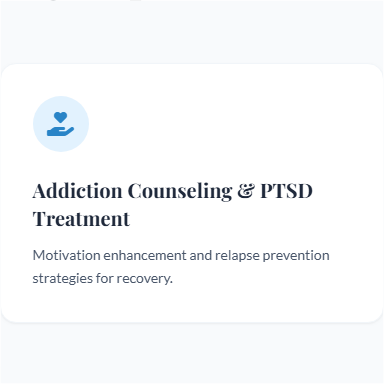 Addiction Counseling & PTSD
Treatment
Motivation enhancement and relapse prevention
strategies for recovery.